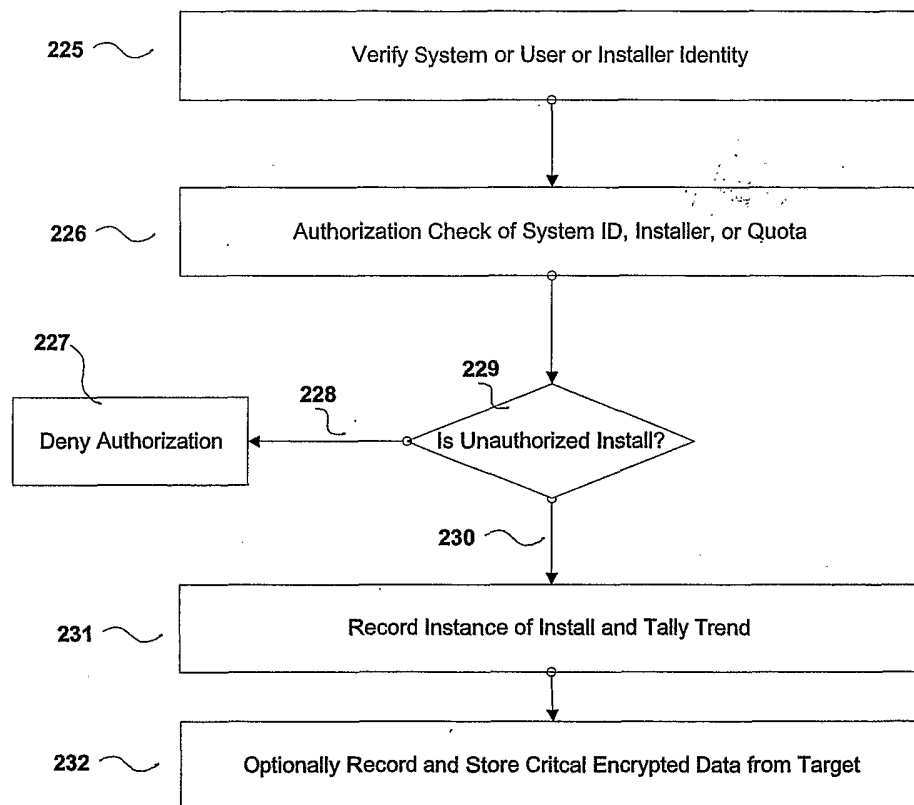 225
Verify System or User or Installer Identity
226
Authorization Check of System ID, Installer, or Quota
227
228
229
Deny Authorization
Is Unauthorized Install?
230
231
Record Instance of Install and Tally Trend
232
Optionally Record and Store Critcal Encrypted Data from Target